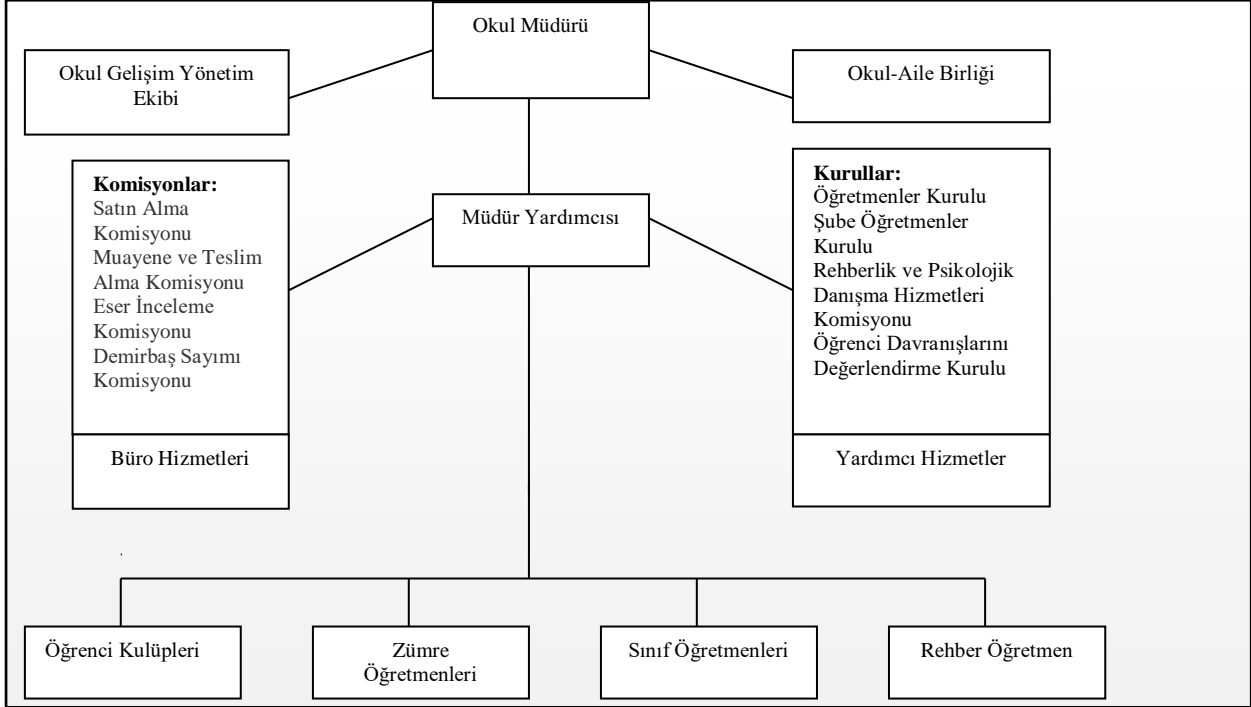 Okul Müdürü
Okul Gelişim Yönetim
Ekibi
Okul-Aile Birliği
Komisyonlar:
Satın Alma
Komisyonu
Muayene ve Teslim
Alma Komisyonu
Eser İnceleme
Komisyonu
Demirbaş Sayımı
Komisyonu
Müdür Yardımcısı
Kurullar:
Öğretmenler Kurulu
Şube Öğretmenler
Kurulu
Rehberlik ve Psikolojik
Danışma Hizmetleri
Komisyonu
Öğrenci Davranışlarını
Değerlendirme Kurulu
Büro Hizmetleri
Yardımcı Hizmetler
Öğrenci Kulüpleri
Zümre
Öğretmenleri
Sınıf Öğretmenleri
Rehber Öğretmen